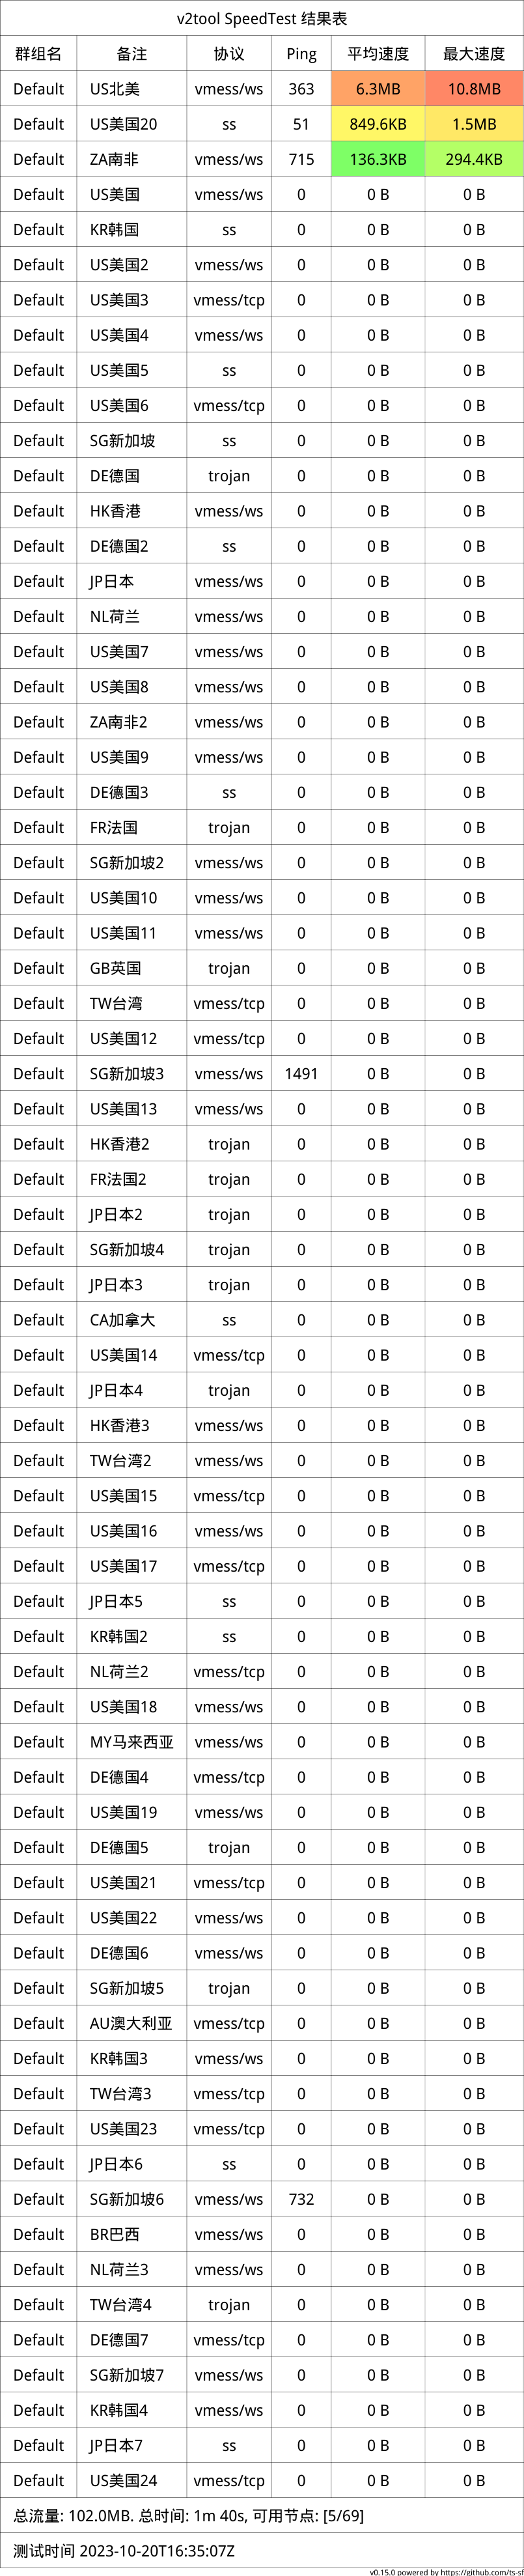 v2tool SpeedTest 结果表
群组名 备注 协议 Ping 平均速度 最大速度
Default US北美 vmess/ws 363 6.3MB 10.8MB
Default US美国20 ss 51 849.6KB 1.5MB
Default ZA南非 vmess/ws 715 136.3KB 294.4KB
Default US美国 vmess/ws 0 0 B 0 B
Default KR韩国 ss 0 0 B 0 B
Default US美国2 vmess/ws 0 0 B 0 B
Default US美国3 vmess/tcp 0 0 B 0 B
Default US美国4 vmess/ws 0 0 B 0 B
Default US美国5 ss 0 0 B 0 B
Default US美国6 vmess/tcp 0 0 B 0 B
Default SG新加坡 ss 0 0 B 0 B
Default DE德国 trojan 0 0 B 0 B
Default HK香港 vmess/ws 0 0 B 0 B
Default DE德国2 ss 0 0 B 0 B
Default JP日本 vmess/ws 0 0 B 0 B
Default NL荷兰 vmess/ws 0 0 B 0 B
Default US美国7 vmess/ws 0 0 B 0 B
Default US美国8 vmess/ws 0 0 B 0 B
Default ZA南非2 vmess/ws 0 0 B 0 B
Default US美国9 vmess/ws 0 0 B 0 B
Default DE德国3 ss 0 0 B 0 B
Default FR法国 trojan 0 0 B 0 B
Default SG新加坡2 vmess/ws 0 0 B 0 B
Default US美国10 vmess/ws 0 0 B 0 B
Default US美国11 vmess/ws 0 0 B 0 B
Default GB英国 trojan 0 0 B 0 B
Default TW台湾 vmess/tcp 0 0 B 0 B
Default US美国12 vmess/tcp 0 0 B 0 B
Default SG新加坡3 vmess/ws 1491 0 B 0 B
Default US美国13 vmess/ws 0 0 B 0 B
Default HK香港2 trojan 0 0 B 0 B
Default FR法国2 trojan 0 0 B 0 B
Default JP日本2 trojan 0 0 B 0 B
Default SG新加坡4 trojan 0 0 B 0 B
Default JP日本3 trojan 0 0 B 0 B
Default CA加拿大 ss 0 0 B 0 B
Default US美国14 vmess/tcp 0 0 B 0 B
Default JP日本4 trojan 0 0 B 0 B
Default HK香港3 vmess/ws 0 0 B 0 B
Default TW台湾2 vmess/ws 0 0 B 0 B
Default US美国15 vmess/tcp 0 0 B 0 B
Default US美国16 vmess/ws 0 0 B 0 B
Default US美国17 vmess/tcp 0 0 B 0 B
Default JP日本5 ss 0 0 B 0 B
Default KR韩国2 ss 0 0 B 0 B
Default NL荷兰2 vmess/tcp 0 0 B 0 B
Default US美国18 vmess/ws 0 0 B 0 B
Default MY马来西亚 vmess/ws 0 0 B 0 B
Default DE德国4 vmess/tcp 0 0 B 0 B
Default US美国19 vmess/ws 0 0 B 0 B
Default DE德国5 trojan 0 0 B 0 B
Default US美国21 vmess/tcp 0 0 B 0 B
Default US美国22 vmess/ws 0 0 B 0 B
Default DE德国6 vmess/ws 0 0 B 0 B
Default SG新加坡5 trojan 0 0 B 0 B
Default AU澳大利亚 vmess/tcp 0 0 B 0 B
Default KR韩国3 vmess/ws 0 0 B 0 B
Default TW台湾3 vmess/tcp 0 0 B 0 B
Default US美国23 vmess/tcp 0 0 B 0 B
Default JP日本6 ss 0 0 B 0 B
Default SG新加坡6 vmess/ws 732 0 B 0 B
Default BR巴西 vmess/ws 0 0 B 0 B
Default NL荷兰3 vmess/ws 0 0 B 0 B
Default TW台湾4 trojan 0 0 B 0 B
Default DE德国7 vmess/tcp 0 0 B 0 B
Default SG新加坡7 vmess/ws 0 0 B 0 B
Default KR韩国4 vmess/ws 0 0 B 0 B
Default JP日本7 ss 0 0 B 0 B
Default US美国24 vmess/tcp 0 0 B 0 B
总流量: 102.0MB. 总时间: 1m 40s, 可用节点: [5/69]
测试时间 2023-10-20T16:35:07Z
v0.15.0 powered by https://github.com/ts-sf